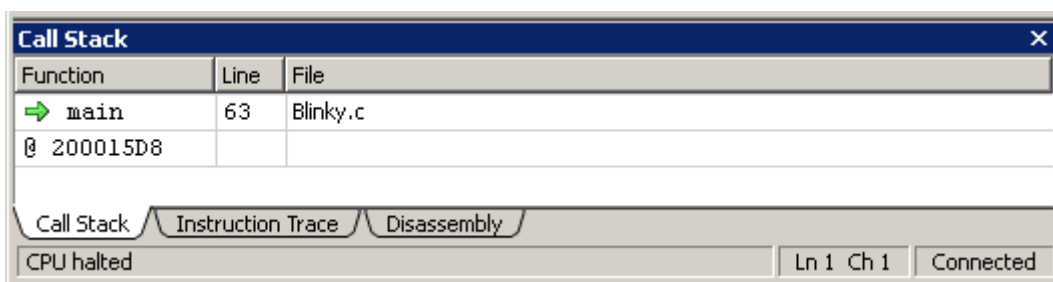 Call Stack
Function Line File
main 63 Blinky.c
@ 200015D8
Call Stack Instruction Trace Disassembly
CPU halted Ln 1 Ch 1 Connected